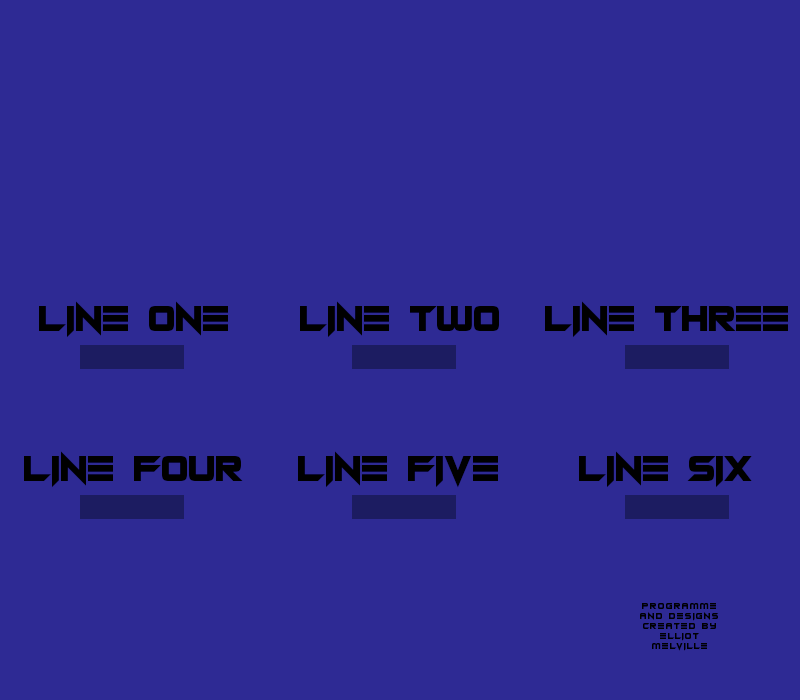 LINE ONE LINE TWO LINE THREE
LINE FOUR LINE FIVE LINE SIX
PROGRAMME
AND DESIGNS
CREATED BY
ELLIOT
MELVILLE